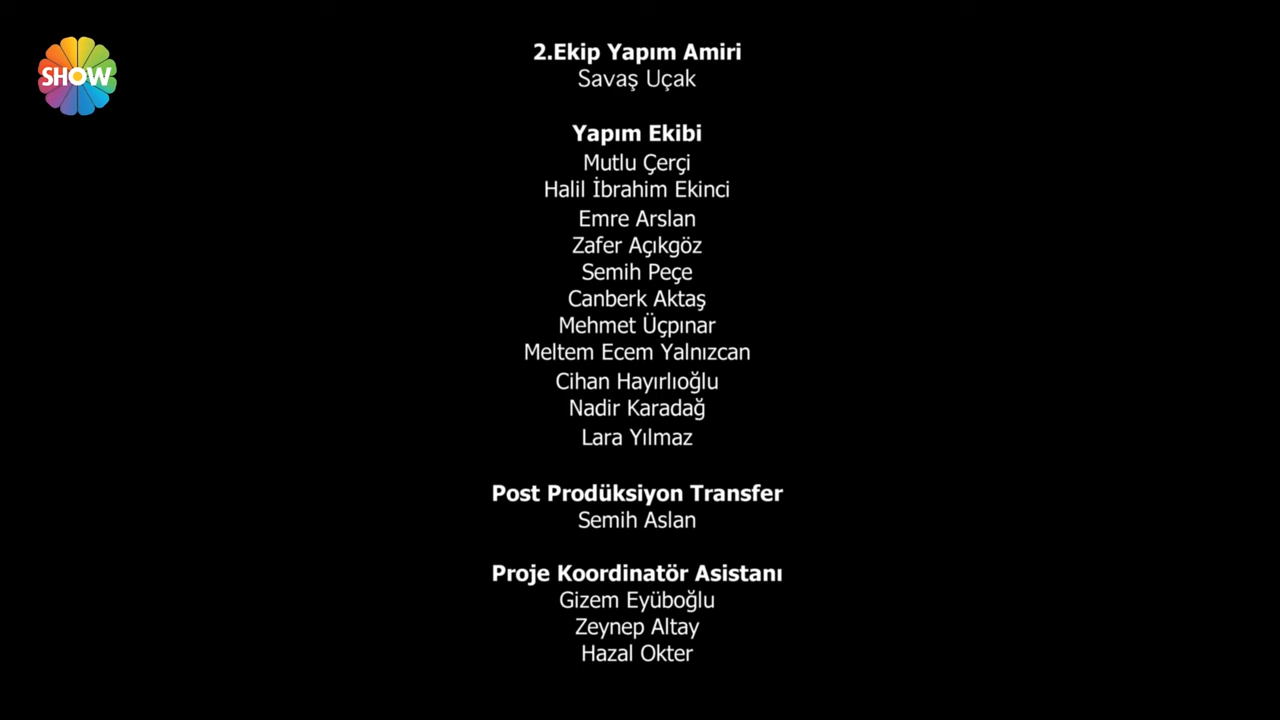 SHOW
2.Ekip Yapım Amiri
Savaş Uçak
Yapım Ekibi
Mutlu Çerçi
Halil İbrahim Ekinci
Emre Arslan
Zafer Açıkgöz
Semih Peçe
Canberk Aktaş
Mehmet Üçpınar
Meltem Ecem Yalnızcan
Cihan Hayırlıoğlu
Nadir Karadağ
Lara Yılmaz
Post Prodüksiyon Transfer
Semih Aslan
Proje Koordinatör Asistanı
Gizem Eyüboğlu
Zeynep Altay
Hazal Okter